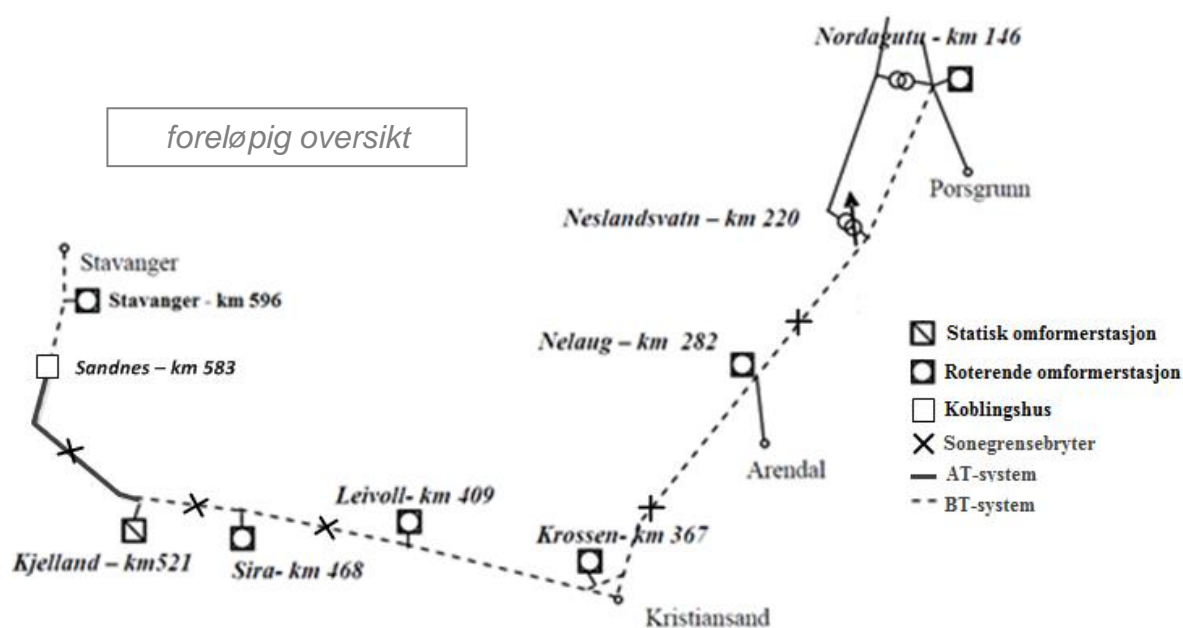 Nordagutu - km 146
foreløpig oversikt
Porsgrunn
Neslandsvatn – km 220
Stavanger
Stavanger - km 596
Nelaug – km 282
Sandnes – km 583
Statisk omformerstasjon
Roterende omformerstasjon
Koblingshus
Sonegrensebryter
AT-system
BT-system
Arendal
Leivoll- km 409
Krossen- km 367
Kjelland – km521
Sira- km 468
Kristiansand